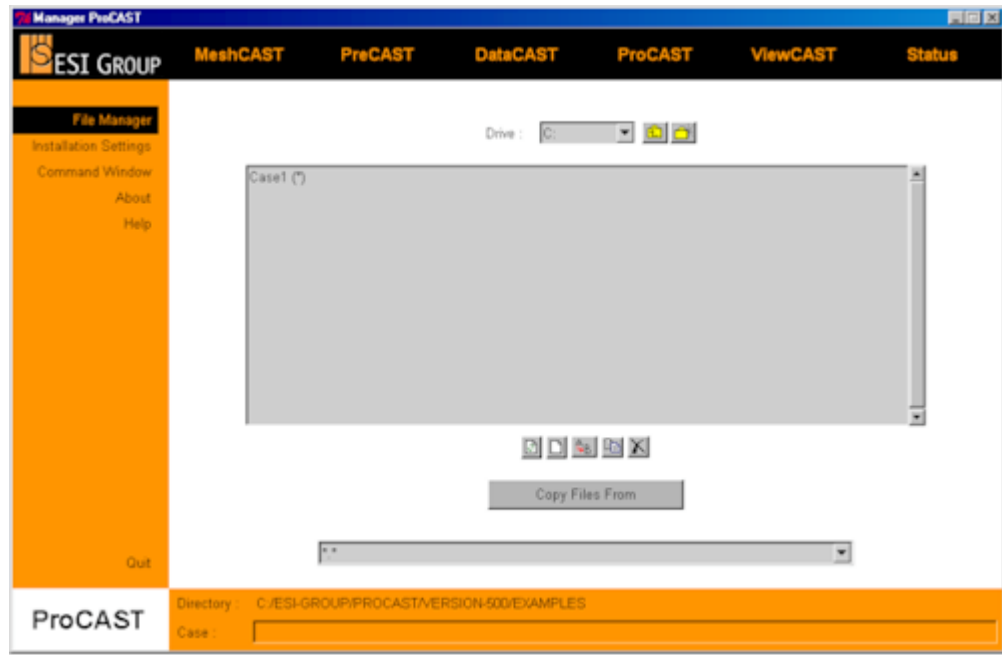 Manager ProCAST
ESI GROUP
MeshCAST PreCAST DataCAST ProCAST ViewCAST Status
File Manager
Installation Settings
Command Window
About
Help
Quit
Drive : C:
Case1 (*)
Copy Files From
*.*
ProCAST
Directory : C:/ESI-GROUP/PROCAST/VERSION-500/EXAMPLES
Case :